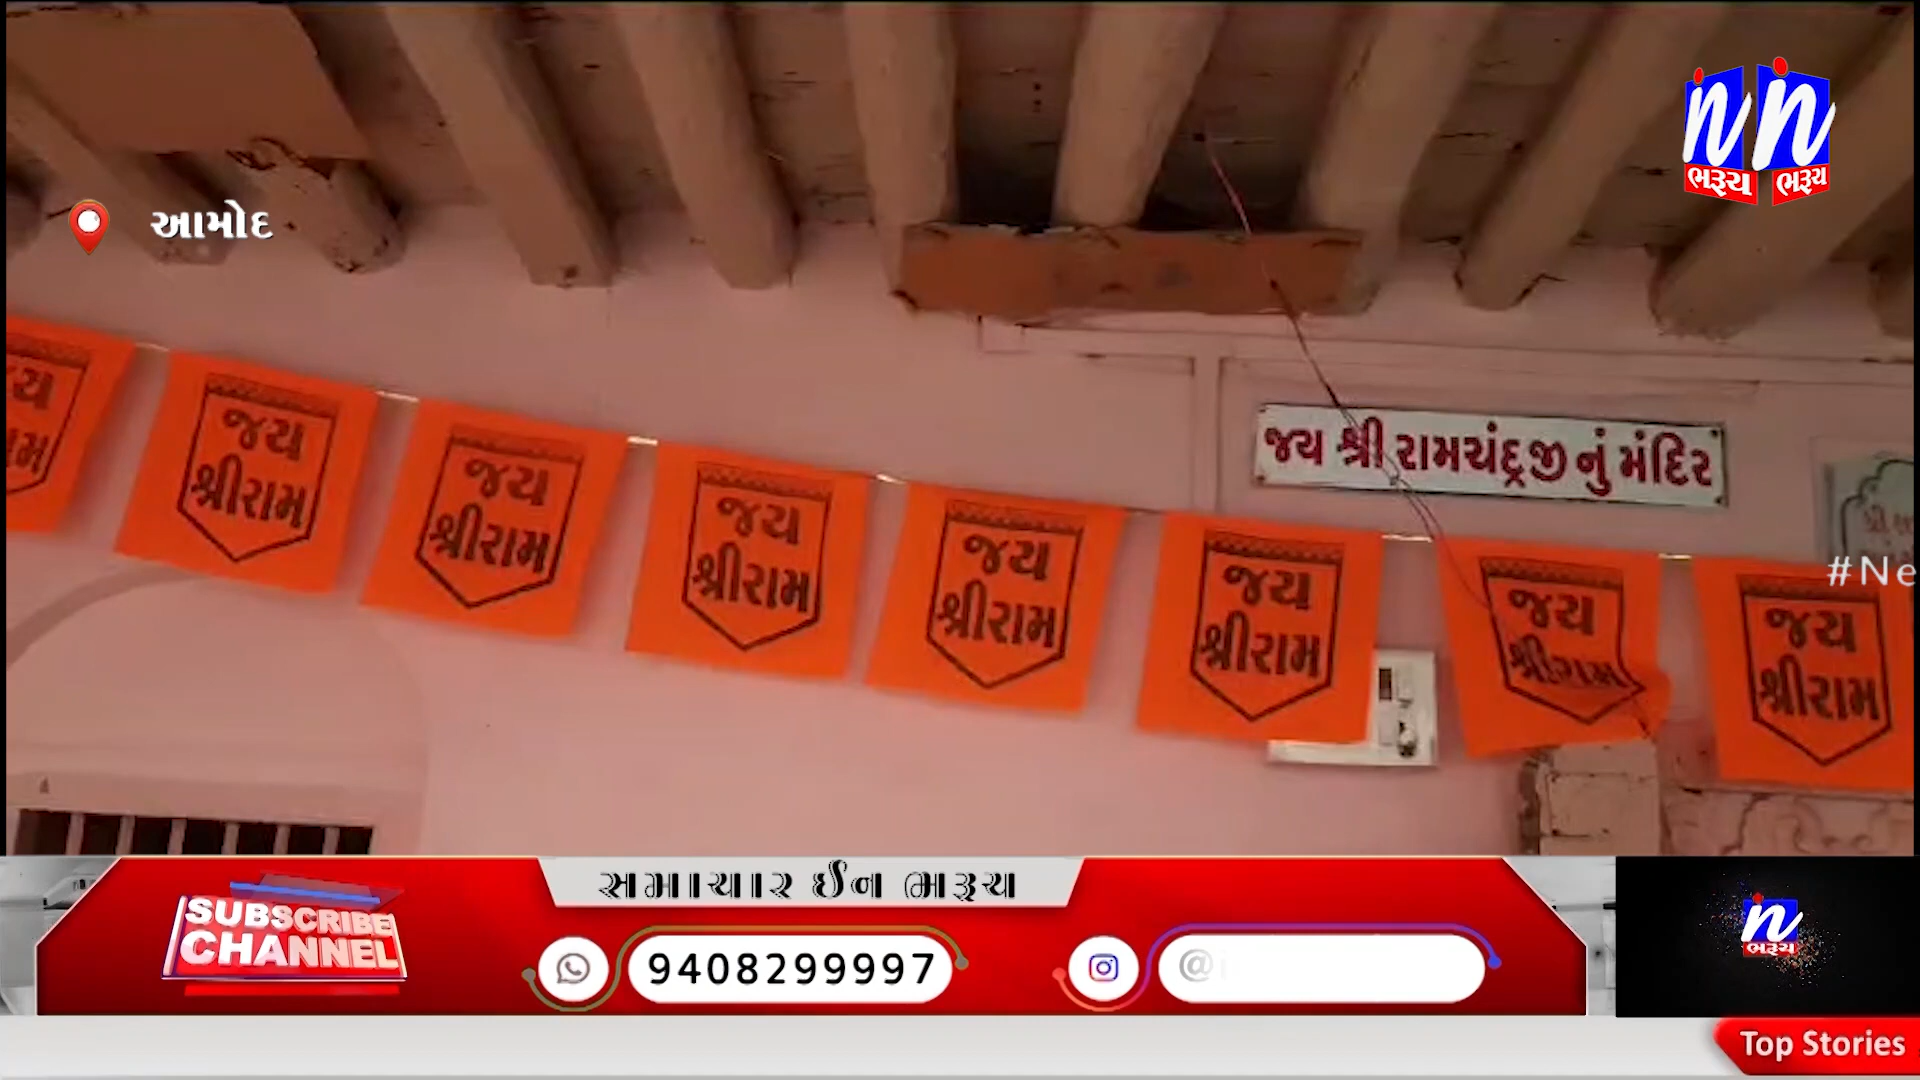 ભરૂચ ભરૂચ
આમોદ
જય શ્રી રામચંદ્રજી નું મંદિર
જય
શ્રીરામ
જય
શ્રીરામ
જય
શ્રીરામ
જય
શ્રીરામ
જય
શ્રીરામ
જય
શ્રીરામ
જય
શ્રીરામ
#Ne
SUBSCRIBE
CHANNEL
સમાચાર ઈન ભરૂચ
9408299997
@
in
ભરૂચ
Top Stories